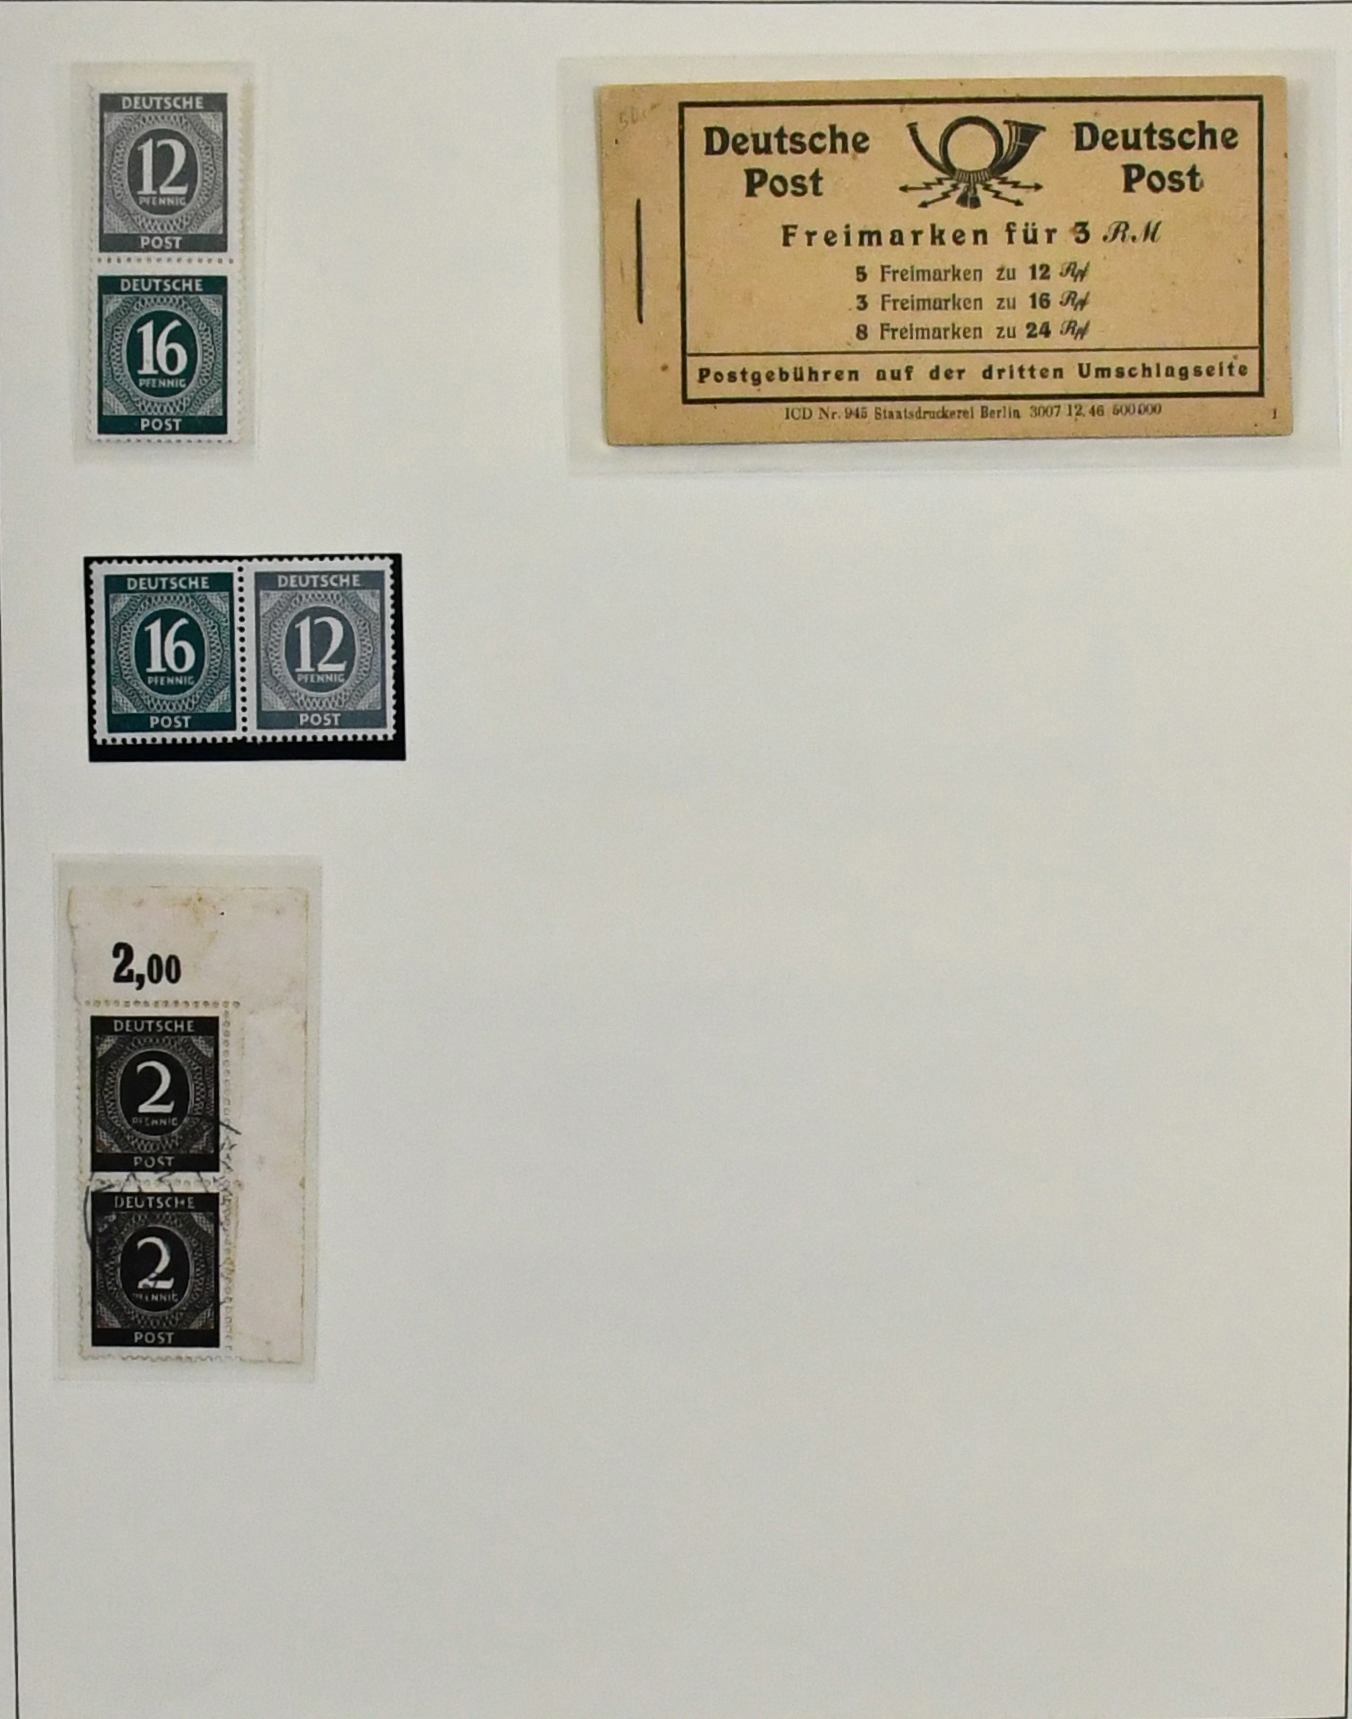 DEUTSCHE
12
PFENNIG
POST
DEUTSCHE
16
PFENNIG
POST
Deutsche Post
Deutsche Post
Freimarken für 3 RM
5 Freimarken zu 12 Rpf
3 Freimarken zu 16 Rpf
8 Freimarken zu 24 Rpf
Postgebühren auf der dritten Umschlagseite
ICD Nr. 945 Staatsdruckerei Berlin 3007 12.46 500000 1
DEUTSCHE
16
PFENNIG
POST
DEUTSCHE
12
PFENNIG
POST
2,00
DEUTSCHE
2
PFENNIG
POST
DEUTSCHE
2
PFENNIG
POST